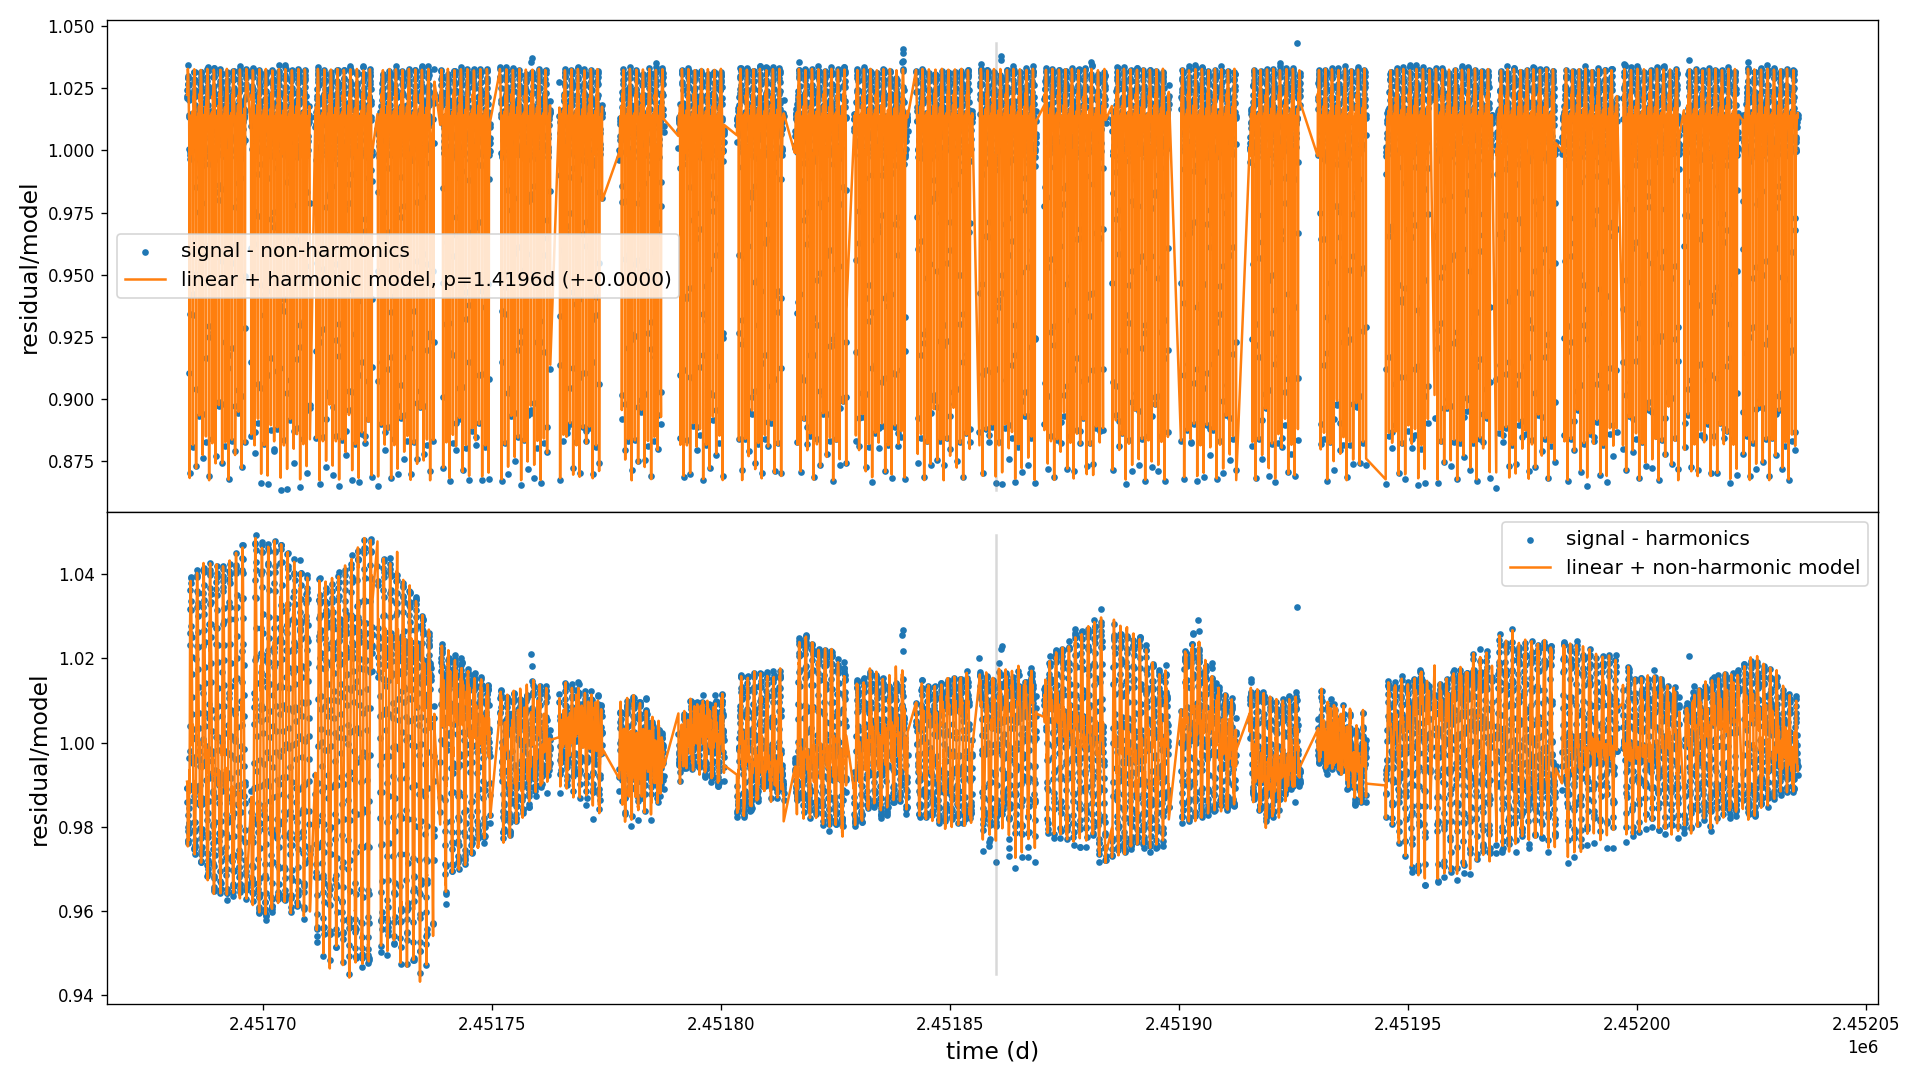 1.050
1.025
1.000
0.975
0.950
0.925
0.900
0.875
residual/model
signal - non-harmonics
linear + harmonic model, p=1.4196d (+-0.0000)
1.04
1.02
1.00
0.98
0.96
0.94
residual/model
signal - harmonics
linear + non-harmonic model
2.45170
2.45175
2.45180
2.45185
2.45190
2.45195
2.45200
2.45205
1e6
time (d)